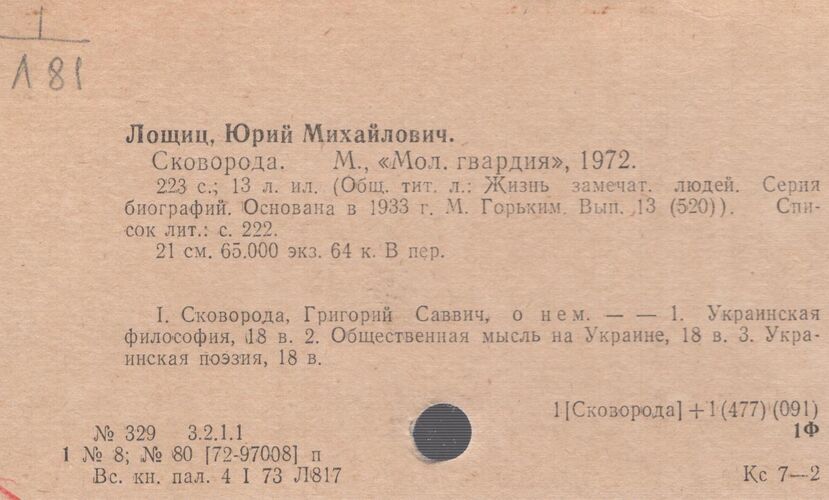 1
Л 81
Лощиц, Юрий Михайлович.
Сковорода. М., «Мол. гвардия», 1972.
223 с.; 13 л. ил. (Общ. тит. л.: Жизнь замечат. людей. Серия
биографий. Основана в 1933 г. М. Горьким. Вып. 13 (520)). Спи-
сок лит.: с. 222.
21 см. 65.000 экз. 64 к. В пер.
I. Сковорода, Григорий Саввич, о нем. — — 1. Украинская
философия, 18 в. 2. Общественная мысль на Украине, 18 в. 3. Укра-
инская поэзия, 18 в.
1 [Сковорода] + 1 (477) (091)
1Ф
№ 329 3.2.1.1
1 № 8; № 80 [72-97008] п
Вс. кн. пал. 4 I 73 Л817
Кс 7—2